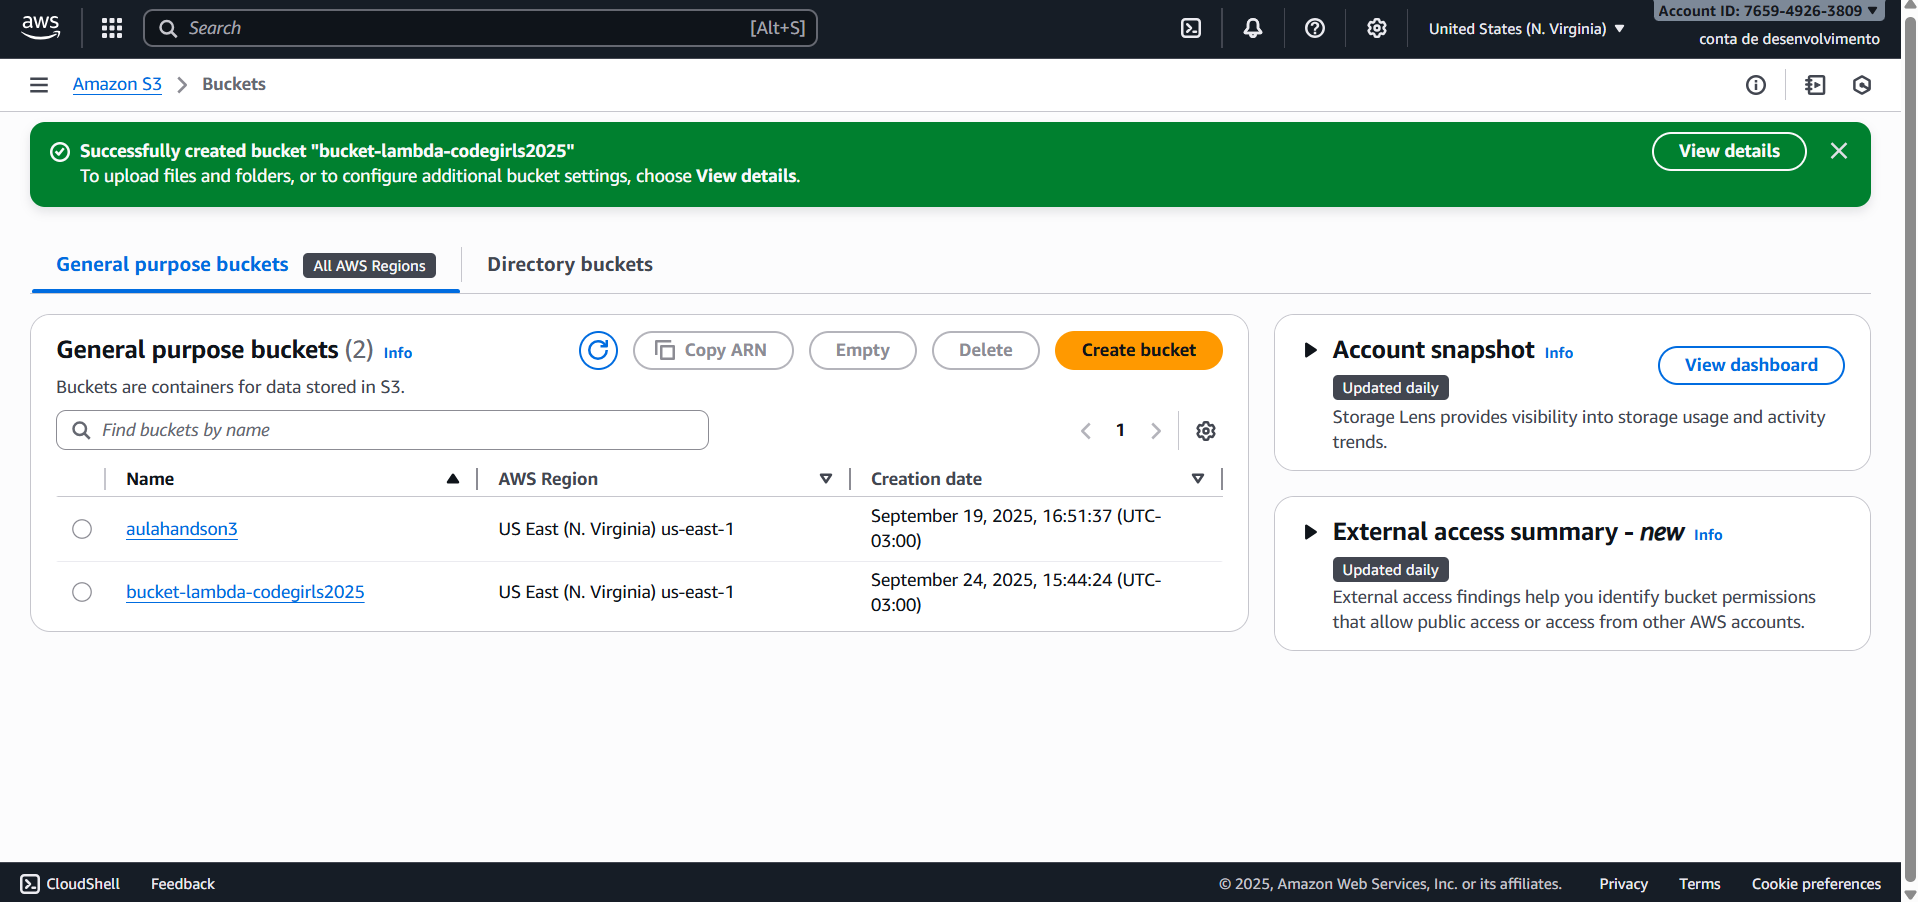 aws
Search
[Alt+S]
United States (N. Virginia)
Account ID: 7659-4926-3809
conta de desenvolvimento
Amazon S3
Buckets
Successfully created bucket "bucket-lambda-codegirls2025"
To upload files and folders, or to configure additional bucket settings, choose View details.
View details
General purpose buckets
All AWS Regions
Directory buckets
General purpose buckets (2) Info
Copy ARN
Empty
Delete
Create bucket
Buckets are containers for data stored in S3.
Find buckets by name
1
Name
AWS Region
Creation date
aulahandson3
US East (N. Virginia) us-east-1
September 19, 2025, 16:51:37 (UTC-
03:00)
bucket-lambda-codegirls2025
US East (N. Virginia) us-east-1
September 24, 2025, 15:44:24 (UTC-
03:00)
Account snapshot Info
View dashboard
Updated daily
Storage Lens provides visibility into storage usage and activity
trends.
External access summary - new Info
Updated daily
External access findings help you identify bucket permissions
that allow public access or access from other AWS accounts.
CloudShell
Feedback
© 2025, Amazon Web Services, Inc. or its affiliates.
Privacy
Terms
Cookie preferences